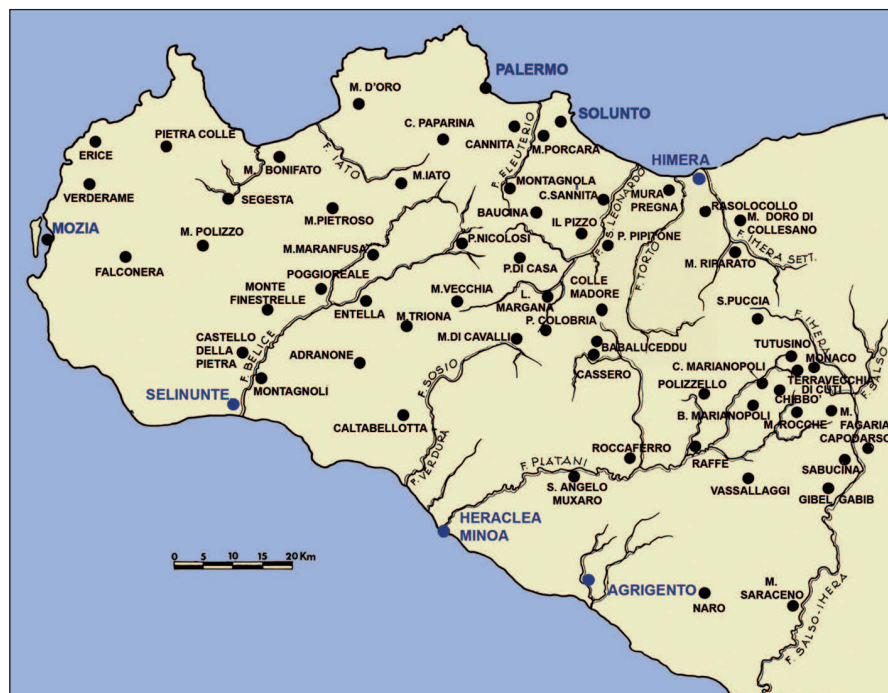 PALERMO
M. D'ORO
SOLUNTO
C. PAPARINA
PIETRA COLLE
CANNITA
M.PORCARA
ERICE
M. BONIFATO
F. IATO
F. ELEUTERIO
HIMERA
M.IATO
MONTAGNOLA
VERDERAME
SEGESTA
C.SANNITA
MURA
PREGNA
F. S. LEONARDO
RASOLOCOLLO
M.PIETROSO
BAUCINA
M. DORO DI
COLLESANO
MOZIA
M. POLIZZO
IL PIZZO
M.MARANFUSA
P.NICOLOSI
P. PIPITONE
F. TORTO
F. IMERA SETT.
FALCONERA
P.DI CASA
M. RIPARATO
POGGIOREALE
MONTE
FINESTRELLE
COLLE
MADORE
M.VECCHIA
L.
MARGANA
S.PUCCIA
ENTELLA
M.TRIONA
P. COLOBRIA
F. IMERA
CASTELLO
DELLA
PIETRA
M.DI CAVALLI
BABALUCEDDU
TUTUSINO
F. BELICE
ADRANONE
F. SOSIO
CASSERO
C. MARIANOPOLI
MONACO
F. SALSO
TERRAVECCHIA
DI CUTI
MONTAGNOLI
POLIZZELLO
CHIBBO'
SELINUNTE
B. MARIANOPOLI
M. ROCCHE
M.
FAGARIA
CALTABELLOTTA
CAPODARSO
F. VERDURA
F. PLATANI
ROCCAFERRO
RAFFE
SABUCINA
S. ANGELO
MUXARO
VASSALLAGGI
GIBEL GABIB
HERACLEA
MINOA
0 5 10 15 20 Km
AGRIGENTO
NARO
M.
SARACENO
F. SALSO-IMERA